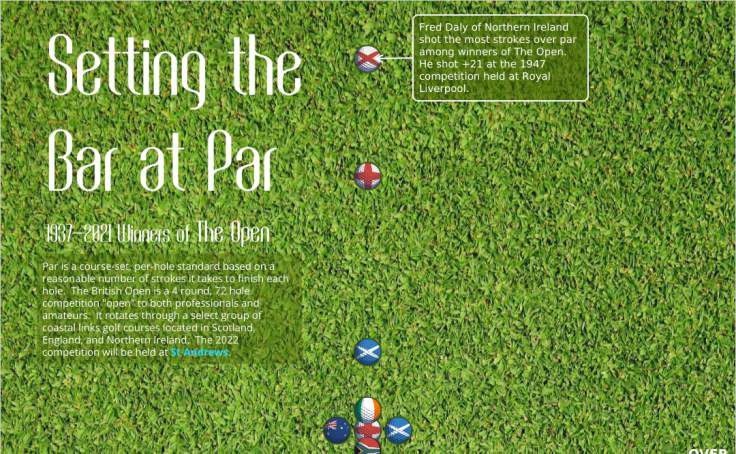 Setting the
Bar at Par
1937-2021 Winners of The Open
Par is a course-set, per-hole standard based on a
reasonable number of strokes it takes to finish each
hole. The British Open is a 4 round, 72 hole
competition "open" to both professionals and
amateurs. It rotates through a select group of
coastal links golf courses located in Scotland,
England, and Northern Ireland. The 2022
competition will be held at St Andrews.
Fred Daly of Northern Ireland
shot the most strokes over par
among winners of The Open.
He shot +21 at the 1947
competition held at Royal
Liverpool.
OVER